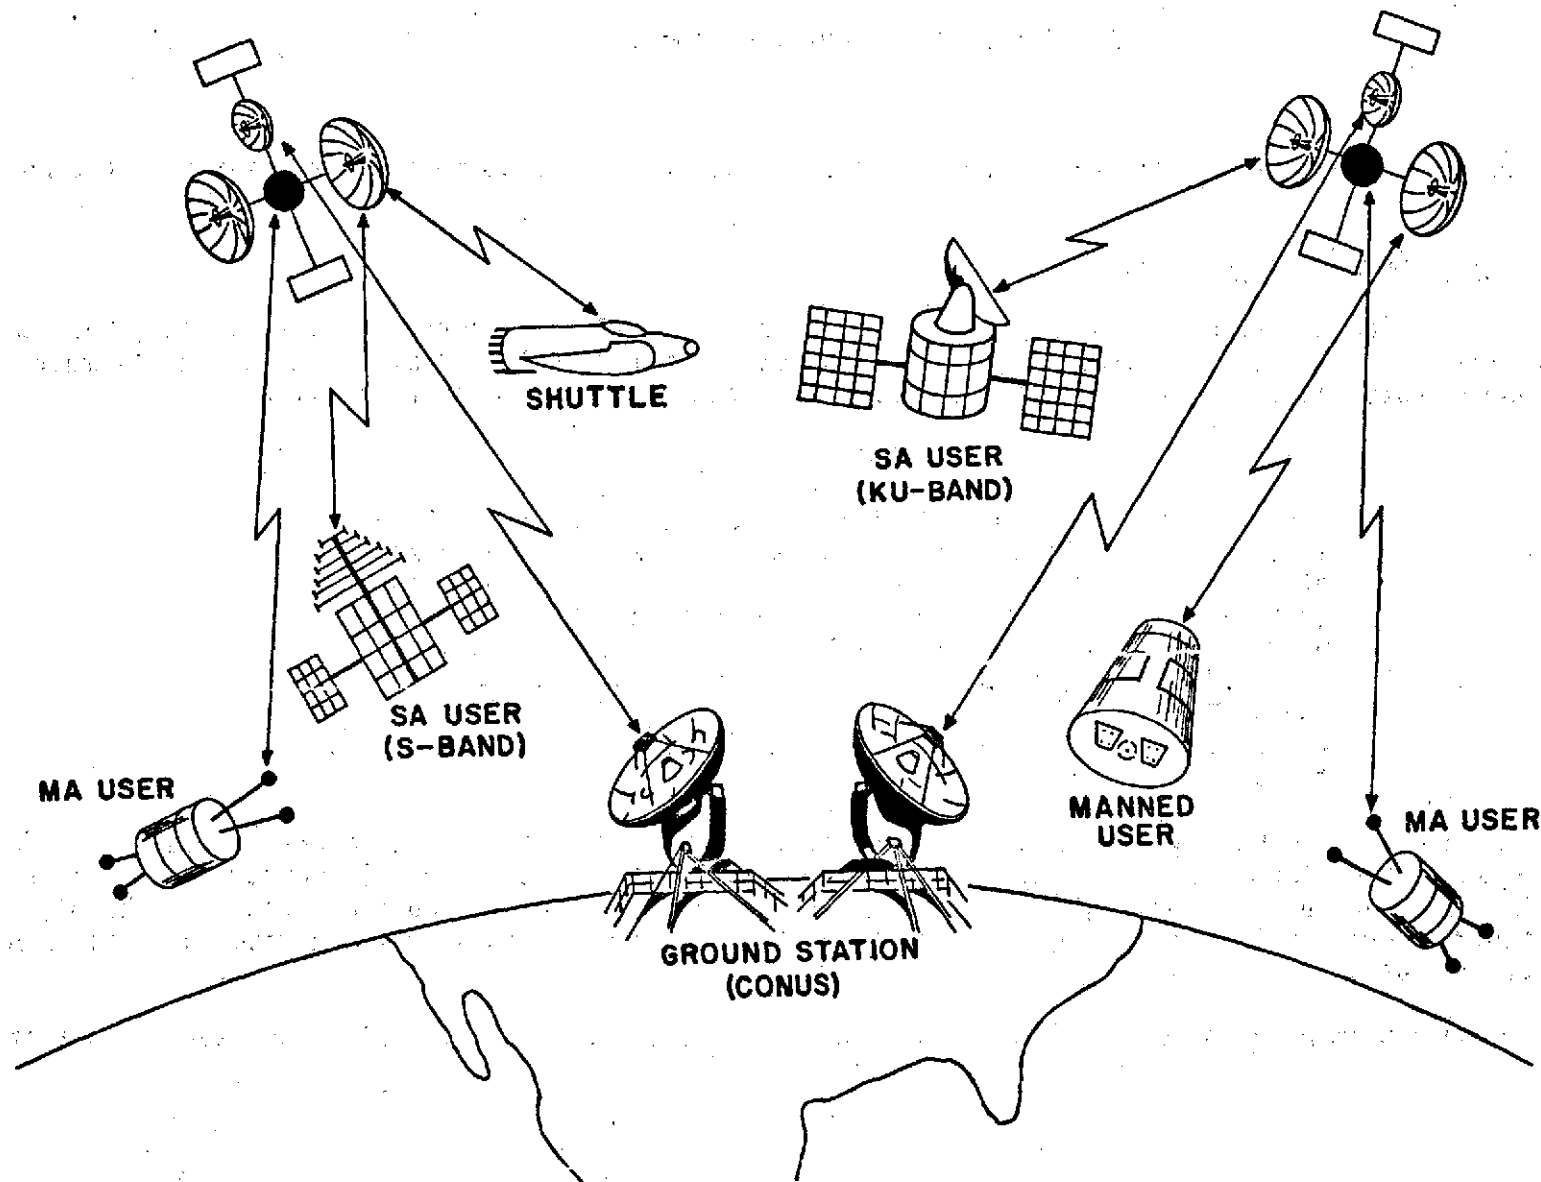 SHUTTLE
SA USER
(KU-BAND)
SA USER
(S-BAND)
MA USER
MANNED
USER
MA USER
GROUND STATION
(CONUS)